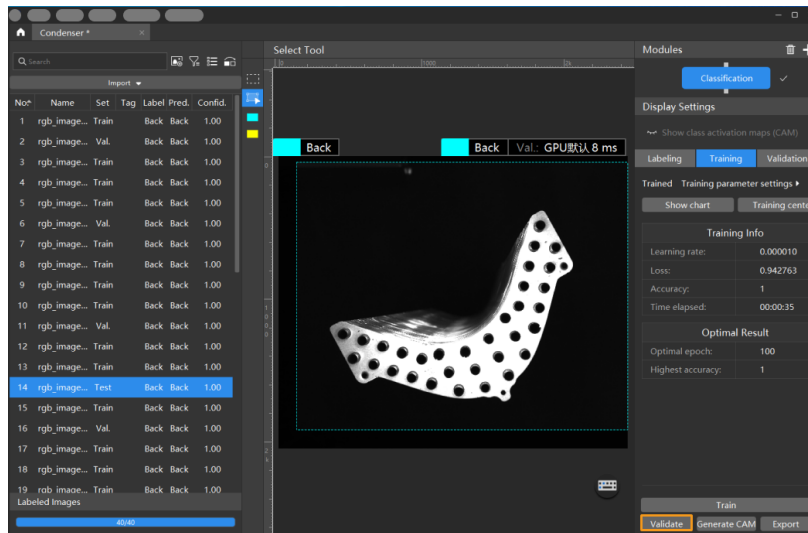 Condenser *
Select Tool
Modules
Search
Import
No.
Name
Set
Tag
Label
Pred.
Confid.
1 rgb_image... Train Back Back 1.00
2 rgb_image... Val. Back Back 1.00
3 rgb_image... Train Back Back 1.00
4 rgb_image... Train Back Back 1.00
5 rgb_image... Train Back Back 1.00
6 rgb_image... Val. Back Back 1.00
7 rgb_image... Train Back Back 1.00
8 rgb_image... Train Back Back 1.00
9 rgb_image... Train Back Back 1.00
10 rgb_image... Train Back Back 1.00
11 rgb_image... Val. Back Back 1.00
12 rgb_image... Train Back Back 1.00
13 rgb_image... Train Back Back 1.00
14 rgb_image... Test Back Back 1.00
15 rgb_image... Train Back Back 1.00
16 rgb_image... Val. Back Back 1.00
17 rgb_image... Train Back Back 1.00
18 rgb_image... Train Back Back 1.00
19 rgb_image... Train Back Back 1.00
Labeled Images
40/40
1000
2k
Back
Back
Val.: GPU默认 8 ms
Classification
Display Settings
Show class activation maps (CAM)
Labeling
Training
Validation
Trained
Training parameter settings
Show chart
Training cente
Training Info
Learning rate: 0.000010
Loss: 0.942763
Accuracy: 1
Time elapsed: 00:00:35
Optimal Result
Optimal epoch: 100
Highest accuracy: 1
Train
Validate
Generate CAM
Export